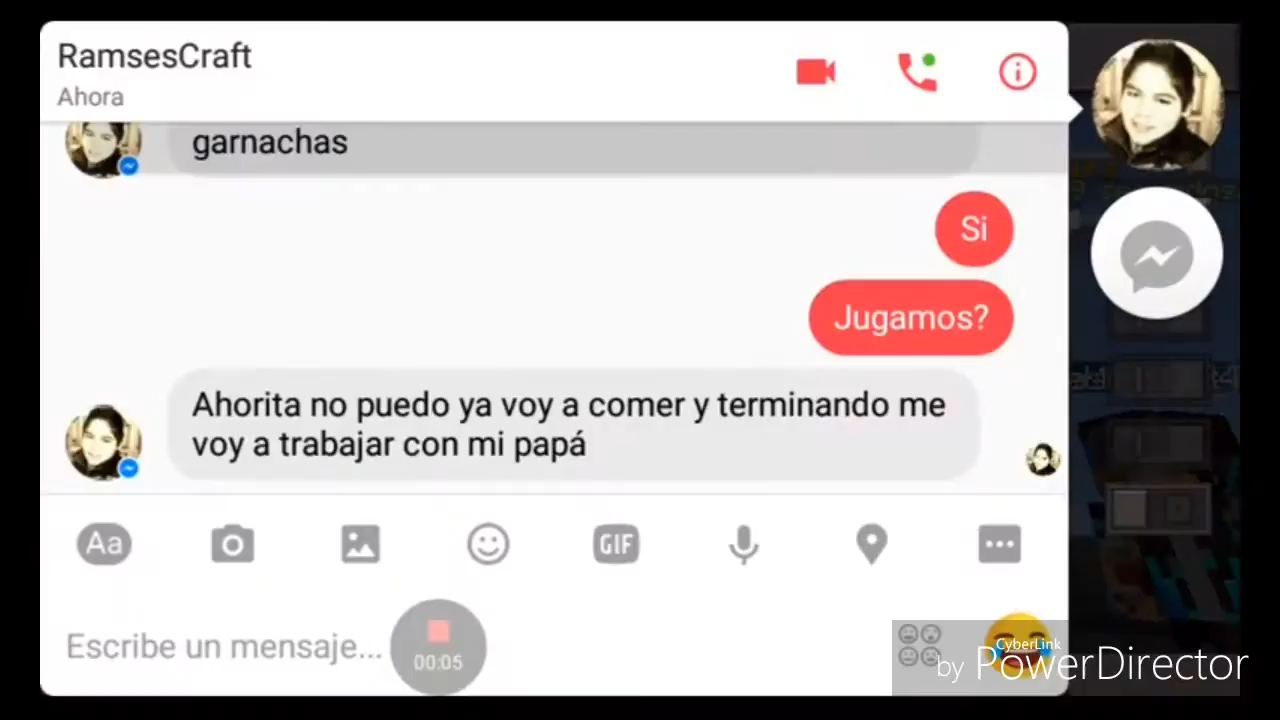 RamsesCraft
Ahora
garnachas
Si
Jugamos?
Ahorita no puedo ya voy a comer y terminando me
voy a trabajar con mi papá
Aa
GIF
Escribe un mensaje...
00:05
CyberLink
by PowerDirector